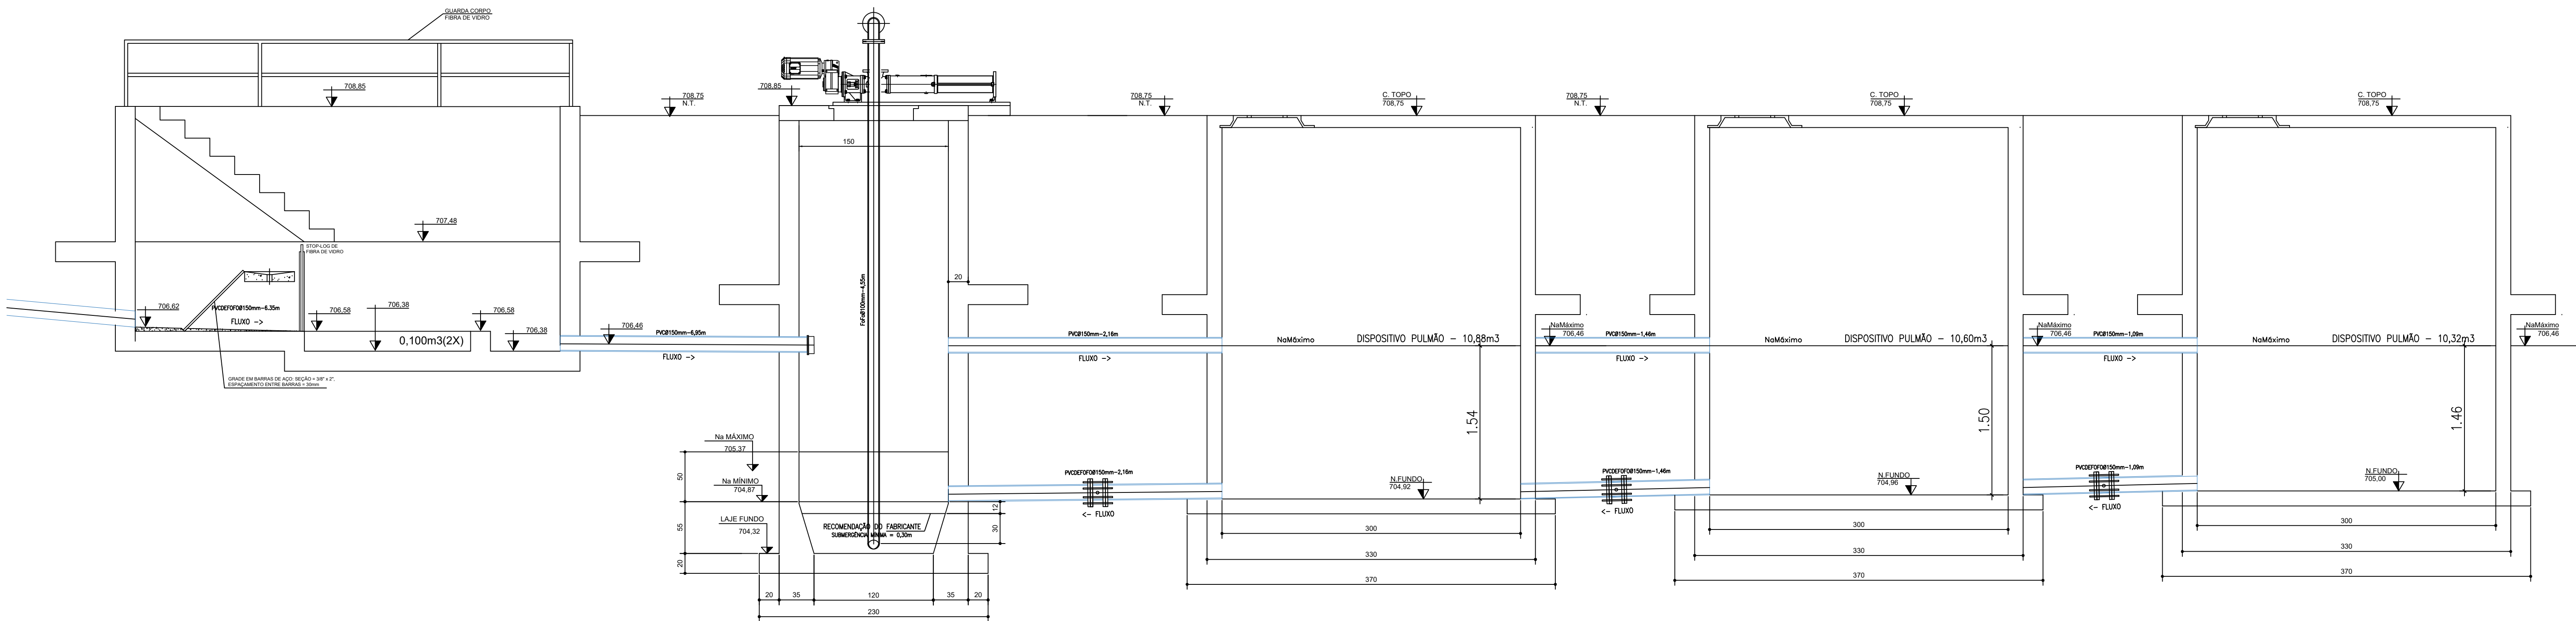 GUARDA CORPO
FIBRA DE VIDRO
708,85
707,48
STOP-LOG DE
FIBRA DE VIDRO
706,62
PVCDEFOFOØ150mm-6,35m
FLUXO ->
706,58
706,38
706,58
706,38
0,100m3(2X)
GRADE EM BARRAS DE AÇO: SEÇÃO = 3/8" x 2".
ESPAÇAMENTO ENTRE BARRAS = 30mm
708,75
N.T.
706,46
PVCØ150mm-6,95m
FLUXO ->
708,85
150
FoFoØ100mm-4,55m
20
Na MÁXIMO
705,37
Na MÍNIMO
704,87
LAJE FUNDO
704,32
50
55
20
RECOMENDAÇÃO DO FABRICANTE
SUBMERGÊNCIA MÍNIMA = 0,30m
12
30
20
35
120
35
20
230
708,75
N.T.
PVCØ150mm-2,16m
FLUXO ->
PVCDEFOFOØ150mm-2,16m
<- FLUXO
C. TOPO
708,75
NaMáximo
DISPOSITIVO PULMÃO - 10,88m3
1.54
N.FUNDO
704,92
300
330
370
708,75
N.T.
NaMáximo
706,46
PVCØ150mm-1,46m
FLUXO ->
PVCDEFOFOØ150mm-1,46m
<- FLUXO
C. TOPO
708,75
NaMáximo
DISPOSITIVO PULMÃO - 10,60m3
1.50
N.FUNDO
704,96
300
330
370
NaMáximo
706,46
PVCØ150mm-1,09m
FLUXO ->
PVCDEFOFOØ150mm-1,09m
<- FLUXO
C. TOPO
708,75
NaMáximo
DISPOSITIVO PULMÃO - 10,32m3
1.46
N.FUNDO
705,00
300
330
370
NaMáximo
706,46